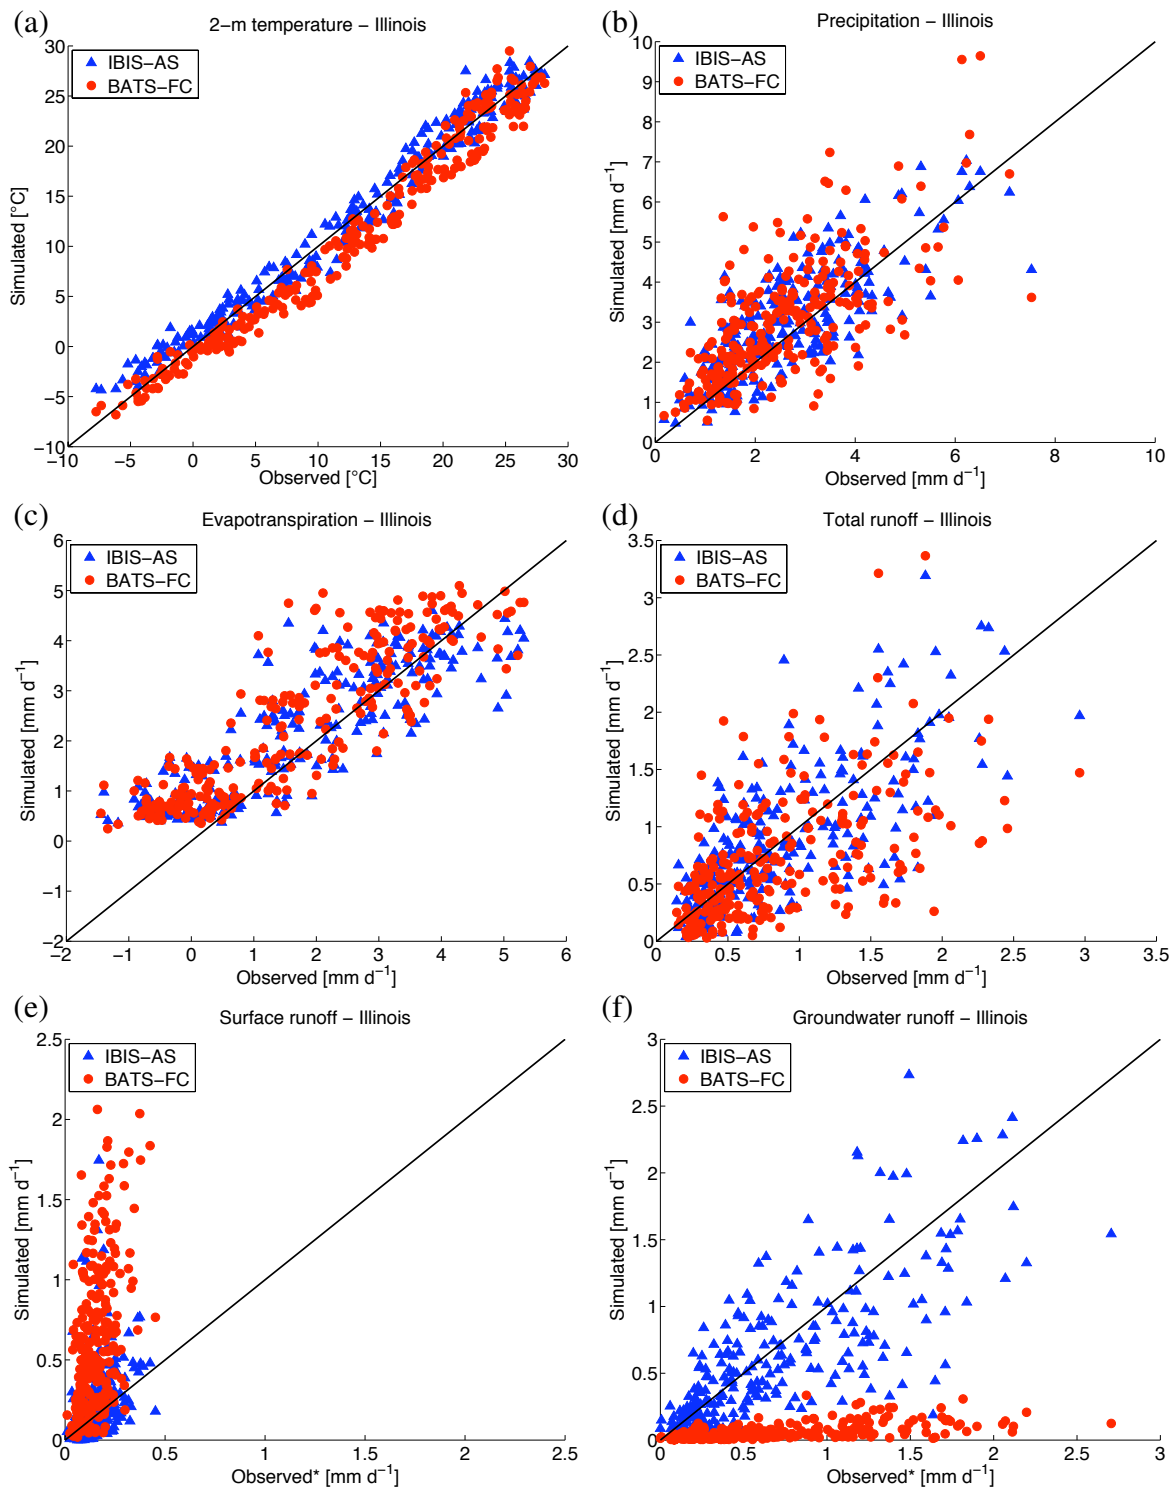 (a)
2−m temperature − Illinois
IBIS−AS
BATS−FC
30
25
20
15
10
5
0
−5
−10
−10 −5 0 5 10 15 20 25 30
Simulated [°C]
Observed [°C]
(b)
Precipitation − Illinois
IBIS−AS
BATS−FC
10
9
8
7
6
5
4
3
2
1
0
0 2 4 6 8 10
Simulated [mm d⁻¹]
Observed [mm d⁻¹]
(c)
Evapotranspiration − Illinois
IBIS−AS
BATS−FC
6
5
4
3
2
1
0
−1
−2
−2 −1 0 1 2 3 4 5 6
Simulated [mm d⁻¹]
Observed [mm d⁻¹]
(d)
Total runoff − Illinois
IBIS−AS
BATS−FC
3.5
3
2.5
2
1.5
1
0.5
0
0 0.5 1 1.5 2 2.5 3 3.5
Simulated [mm d⁻¹]
Observed [mm d⁻¹]
(e)
Surface runoff − Illinois
IBIS−AS
BATS−FC
2.5
2
1.5
1
0.5
0
0 0.5 1 1.5 2 2.5
Simulated [mm d⁻¹]
Observed* [mm d⁻¹]
(f)
Groundwater runoff − Illinois
IBIS−AS
BATS−FC
3
2.5
2
1.5
1
0.5
0
0 0.5 1 1.5 2 2.5 3
Simulated [mm d⁻¹]
Observed* [mm d⁻¹]